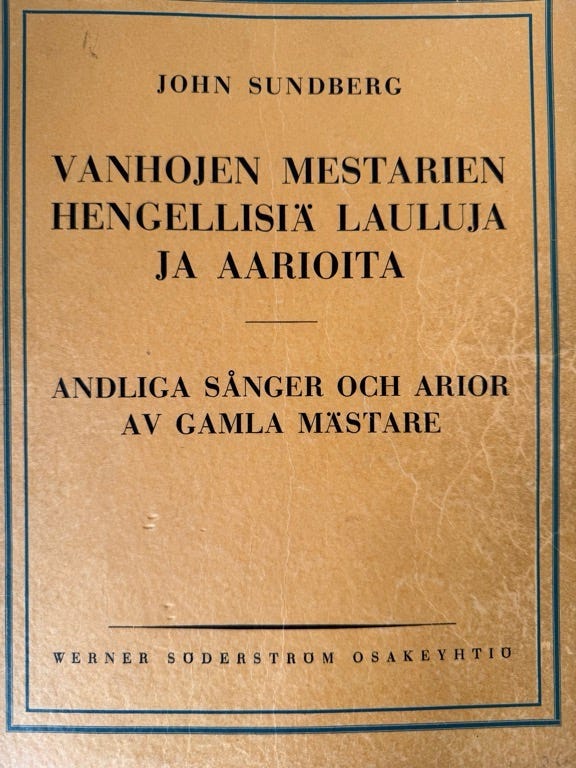 JOHN SUNDBERG
VANHOJEN MESTARIEN
HENGELLISIÄ LAULUJA
JA AARIOITA
ANDLIGA SÅNGER OCH ARIOR
AV GAMLA MÄSTARE
WERNER SÖDERSTRÖM OSAKEYHTIÖ